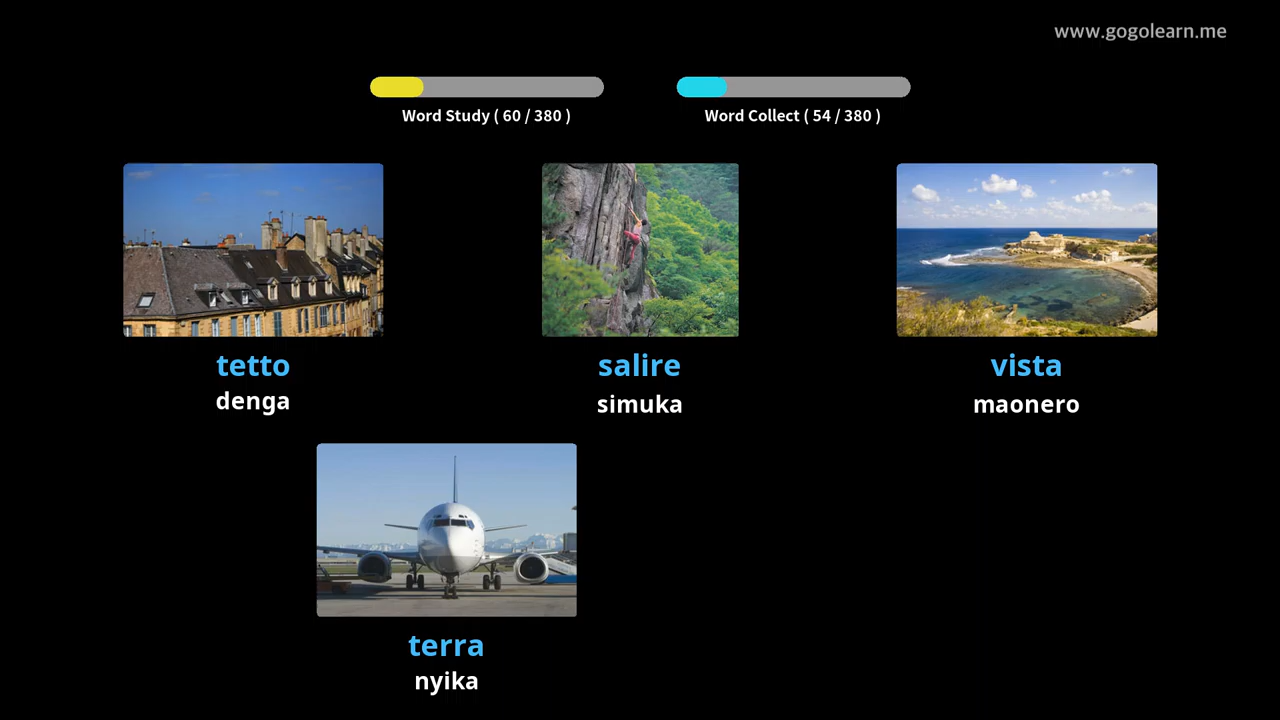 www.gogolearn.me
Word Study ( 60 / 380 )
Word Collect ( 54 / 380 )
tetto
denga
salire
simuka
vista
maonero
terra
nyika